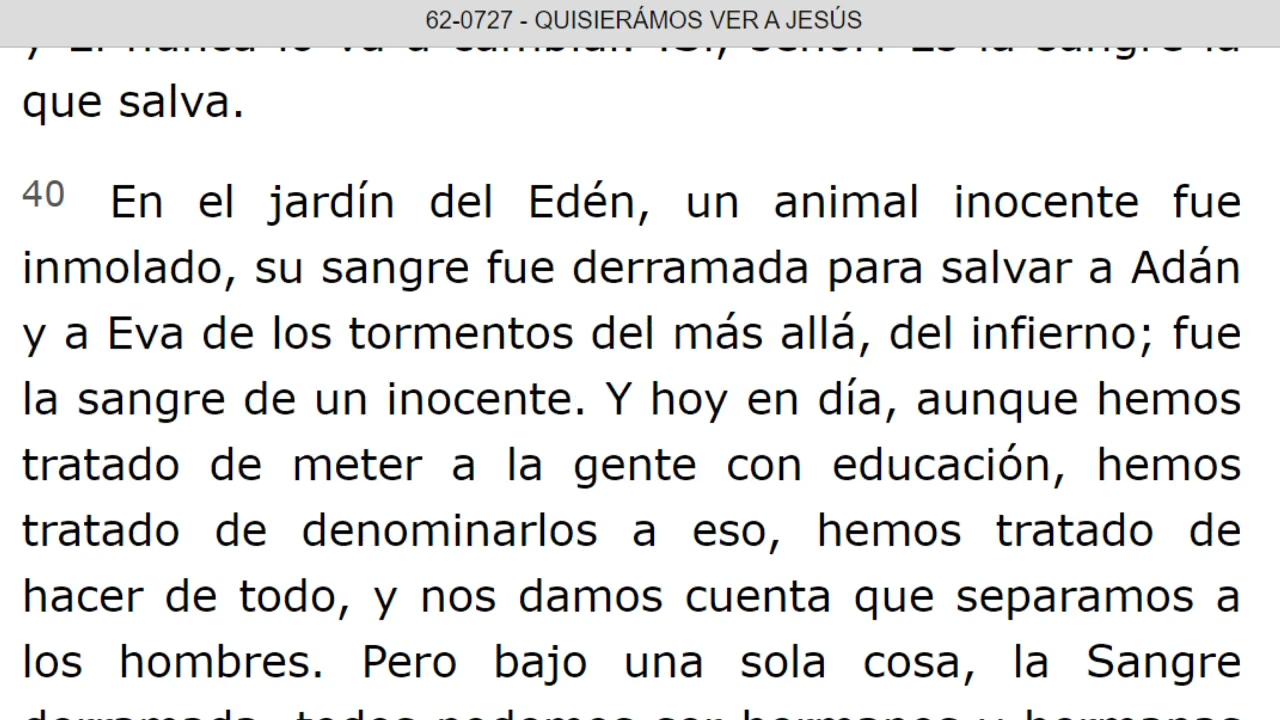 62-0727 - QUISIERÁMOS VER A JESÚS
que salva.
40 En el jardín del Edén, un animal inocente fue
inmolado, su sangre fue derramada para salvar a Adán
y a Eva de los tormentos del más allá, del infierno; fue
la sangre de un inocente. Y hoy en día, aunque hemos
tratado de meter a la gente con educación, hemos
tratado de denominarlos a eso, hemos tratado de
hacer de todo, y nos damos cuenta que separamos a
los hombres. Pero bajo una sola cosa, la Sangre